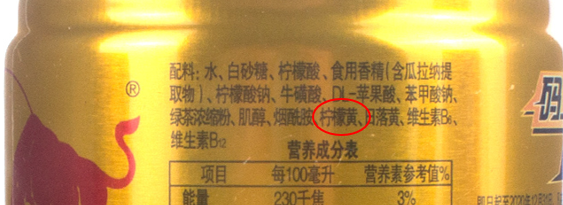 配料：水、白砂糖、柠檬酸、食用香精（含瓜拉纳提
取物）、柠檬酸钠、牛磺酸、DL-苹果酸、苯甲酸钠、
绿茶浓缩粉、肌醇、烟酰胺、柠檬黄、日落黄、维生素B₆、
维生素B₁₂
®
营养成分表
项目 每100毫升 营养素参考值%
能量 230千焦 3%
码